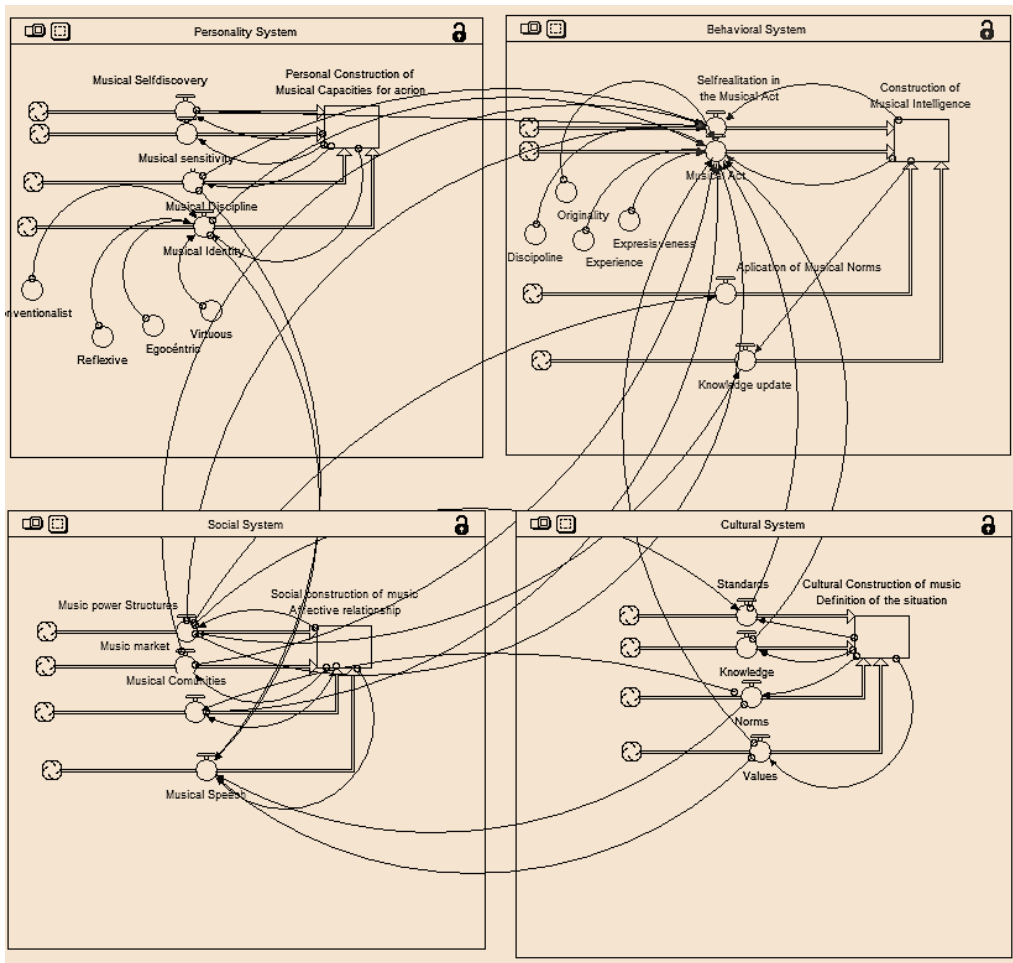 Personality System
Musical Selfdiscovery
Personal Construction of
Musical Capacities for acrion
Musical sensitivity
Musical Discipline
Musical Identity
nventionalist
Reflexive
Egocéntric
Virtuous
Behavioral System
Selfrealitation in
the Musical Act
Construction of
Musical Intelligence
Musical Act
Originality
Discipoline
Expresisveness
Experience
Aplication of Musical Norms
Knowledge update
Social System
Social construction of music
Affective relationship
Music power Structures
Music market
Musical Comunities
Musical Speech
Cultural System
Standards
Cultural Construction of music
Definition of the situation
Knowledge
Norms
Values